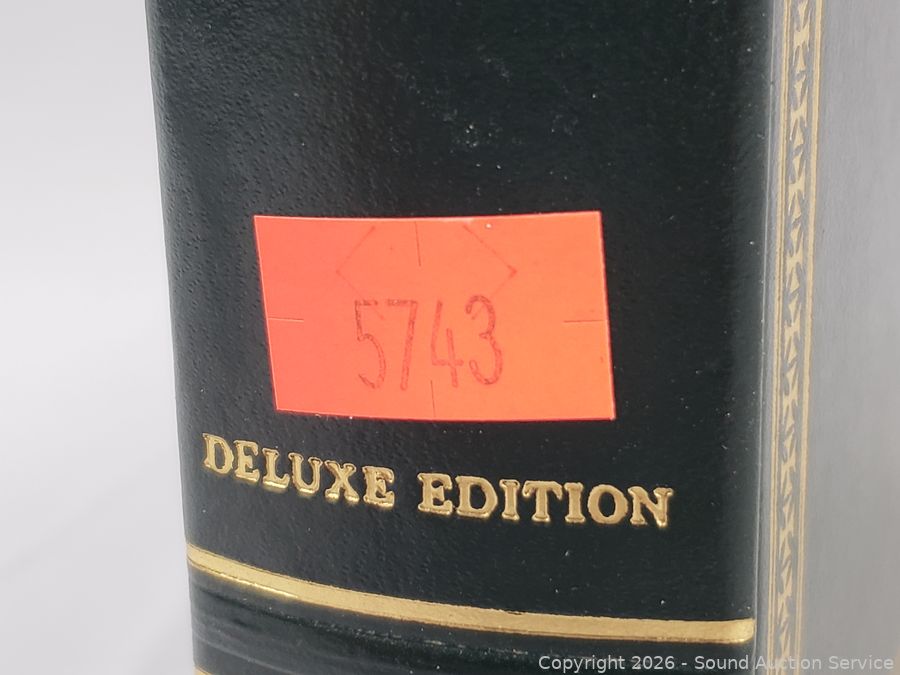 5743
DELUXE EDITION
Copyright 2026 - Sound Auction Service